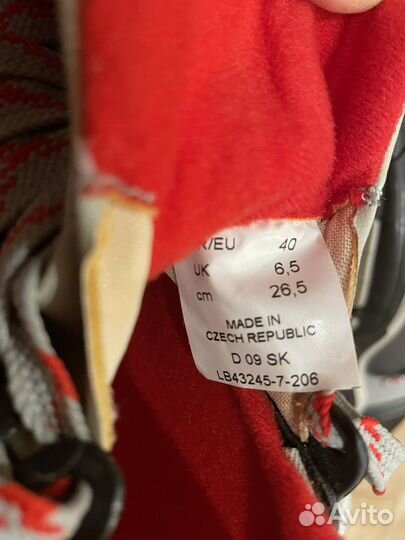 /EU 40
UK 6,5
cm 26,5
MADE IN
CZECH REPUBLIC
D 09 SK
LB43245-7-206
Avito